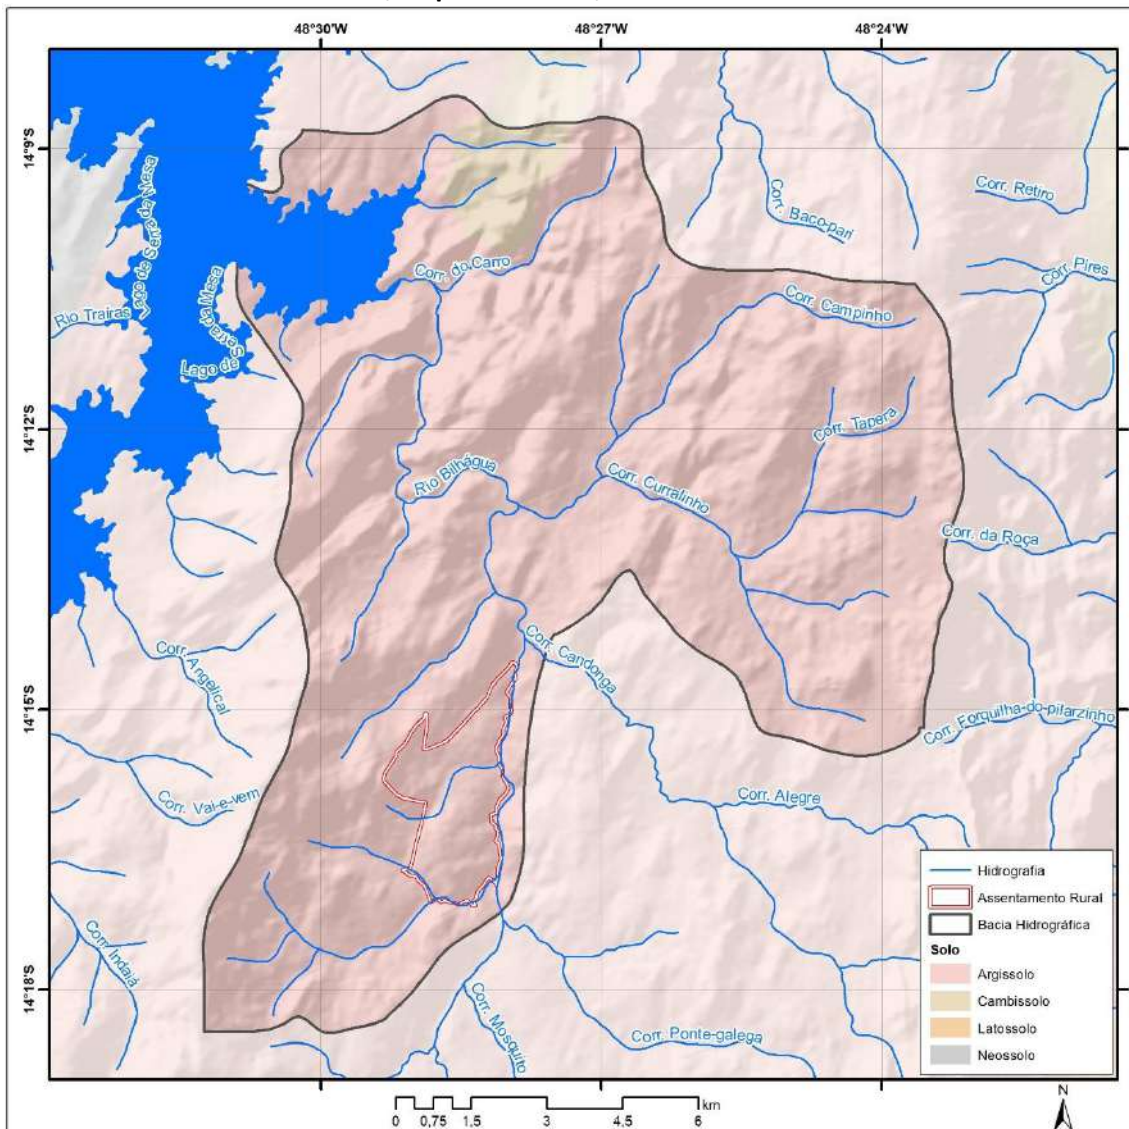 48°30'W
48°27'W
48°24'W
14°9'S
14°12'S
14°15'S
14°18'S
Corr. Retiro
Corr. Baco-pari
Corr. Pires
Lago de Serra da Mesa
Rio Trairas
Lago de Serra da Mesa
Corr. do Carro
Corr. Campinho
Corr. Tapera
Rio Bilhágua
Corr. Curralinho
Corr. da Roça
Corr. Candonga
Corr. Angelical
Corr. Forquilha-do-pilarzinho
Corr. Vai-e-vem
Corr. Alegre
Corr. Indaiá
Corr. Mosquito
Corr. Ponte-galega
Hidrografia
Assentamento Rural
Bacia Hidrográfica
Solo
Argissolo
Cambissolo
Latossolo
Neossolo
N
km
0 0,75 1,5 3 4,5 6